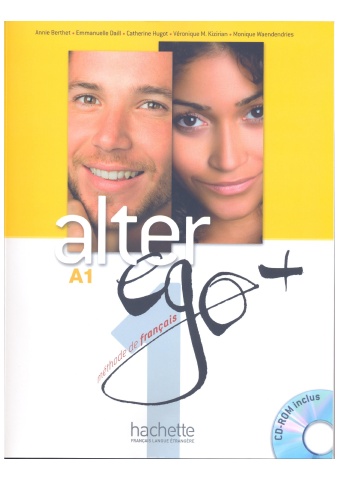 Annie Berthet • Emmanuelle Daill • Catherine Hugot • Véronique M. Kizirian • Monique Waendendries
alter
ego +
A1
1
méthode de français
CD-ROM inclus
hachette
FRANÇAIS LANGUE ÉTRANGÈRE